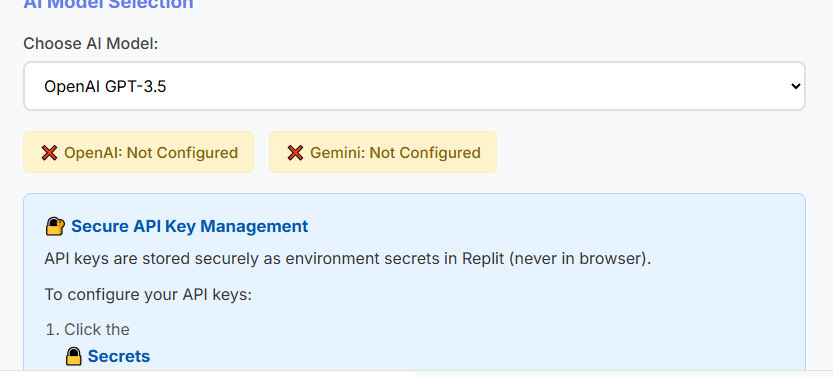 AI Model Selection
Choose AI Model:
OpenAI GPT-3.5
❌ OpenAI: Not Configured
❌ Gemini: Not Configured
🔐 Secure API Key Management
API keys are stored securely as environment secrets in Replit (never in browser).
To configure your API keys:
1. Click the
🔒 Secrets